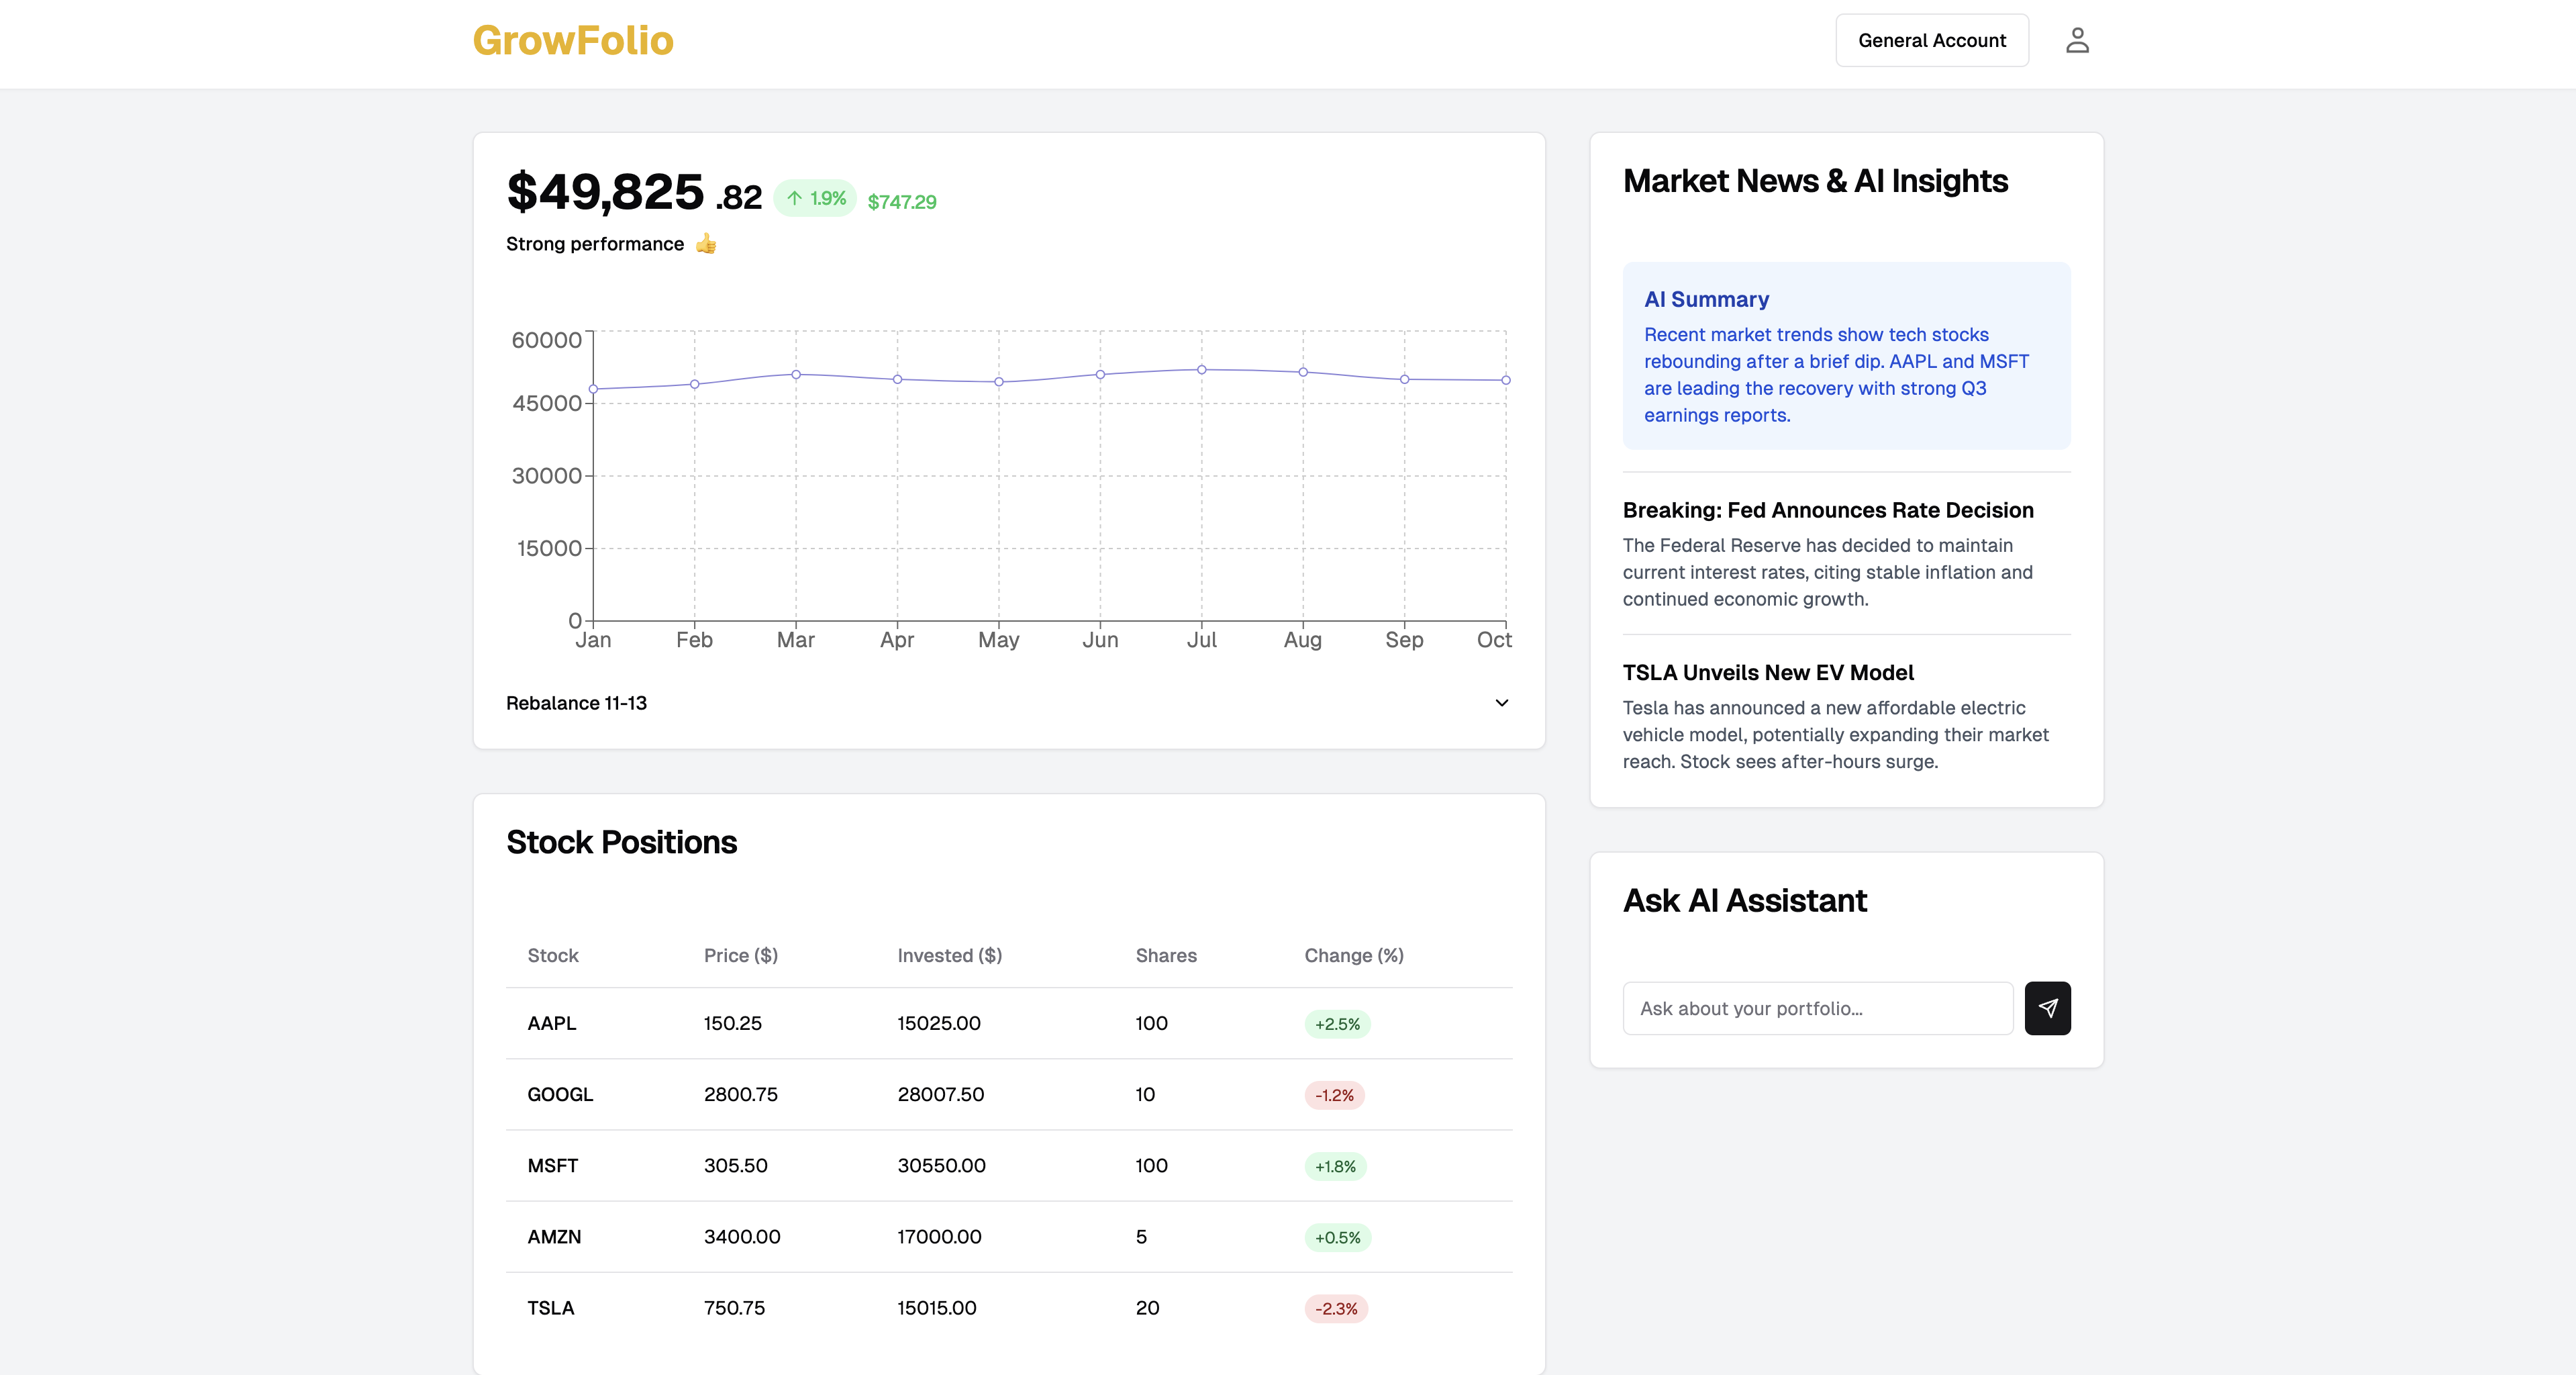 GrowFolio
General Account
$49,825 .82 ↑ 1.9% $747.29
Strong performance 👍
60000
45000
30000
15000
0
Jan Feb Mar Apr May Jun Jul Aug Sep Oct
Rebalance 11-13
Stock Positions
Stock Price ($) Invested ($) Shares Change (%)
AAPL 150.25 15025.00 100 +2.5%
GOOGL 2800.75 28007.50 10 -1.2%
MSFT 305.50 30550.00 100 +1.8%
AMZN 3400.00 17000.00 5 +0.5%
TSLA 750.75 15015.00 20 -2.3%
Market News & AI Insights
AI Summary
Recent market trends show tech stocks
rebounding after a brief dip. AAPL and MSFT
are leading the recovery with strong Q3
earnings reports.
Breaking: Fed Announces Rate Decision
The Federal Reserve has decided to maintain
current interest rates, citing stable inflation and
continued economic growth.
TSLA Unveils New EV Model
Tesla has announced a new affordable electric
vehicle model, potentially expanding their market
reach. Stock sees after-hours surge.
Ask AI Assistant
Ask about your portfolio...